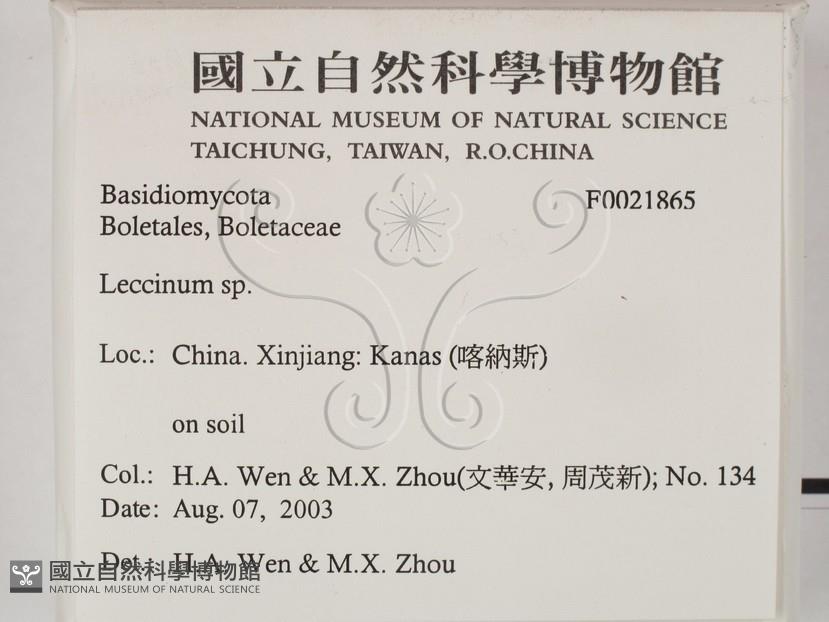 國立自然科學博物館
NATIONAL MUSEUM OF NATURAL SCIENCE
TAICHUNG, TAIWAN, R.O.CHINA
Basidiomycota F0021865
Boletales, Boletaceae
Leccinum sp.
Loc.: China. Xinjiang: Kanas (喀納斯)
on soil
Col.: H.A. Wen & M.X. Zhou(文華安, 周茂新); No. 134
Date: Aug. 07, 2003
Det.: H.A. Wen & M.X. Zhou
國立自然科學博物館
NATIONAL MUSEUM OF NATURAL SCIENCE